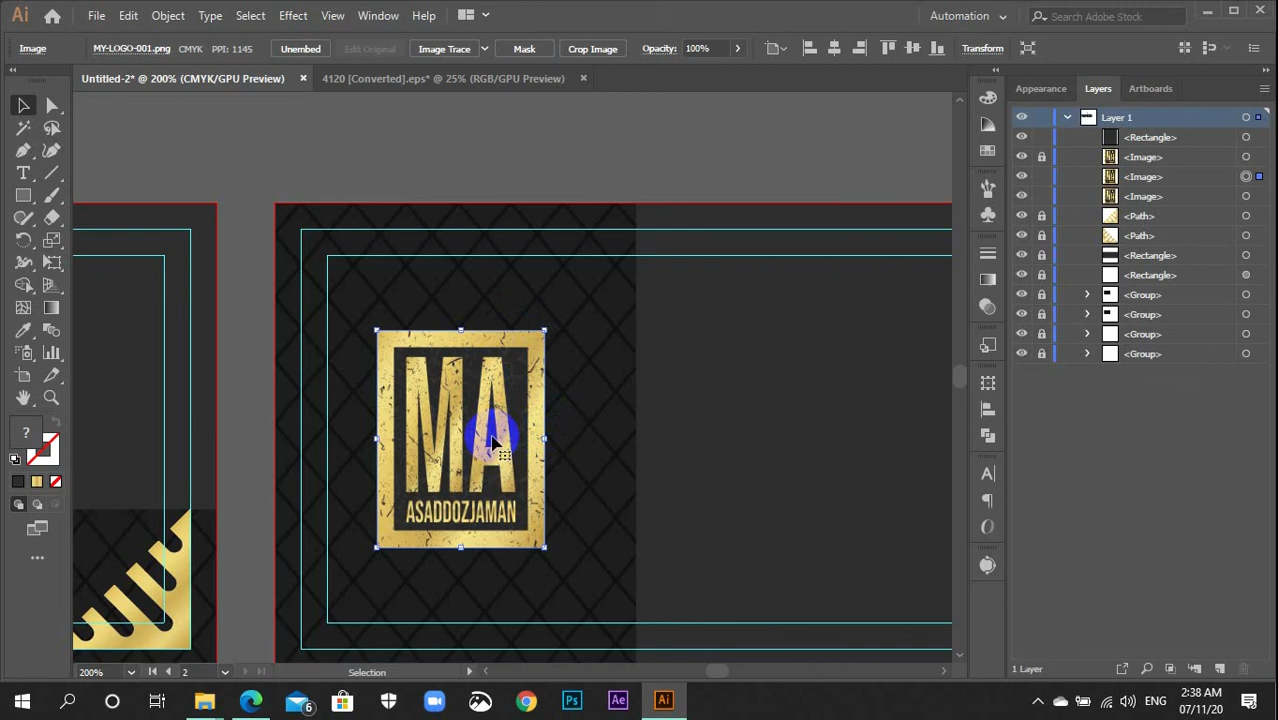 Ai File Edit Object Type Select Effect View Window Help Automation Search Adobe Stock
Image MY-LOGO-001.png CMYK PPI: 1145 Unembed Edit Original Image Trace Mask Crop Image Opacity: 100% Transform
Untitled-2* @ 200% (CMYK/GPU Preview) × 4120 [Converted].eps* @ 25% (RGB/GPU Preview) ×
Appearance Layers Artboards
Layer 1
<Rectangle>
<Image>
<Image>
<Image>
<Path>
<Path>
<Rectangle>
<Rectangle>
<Group>
<Group>
<Group>
<Group>
MA
ASADDOZJAMAN
?
200% 2 Selection
1 Layer
6 Ps Ae Ai ENG 2:38 AM
07/11/20